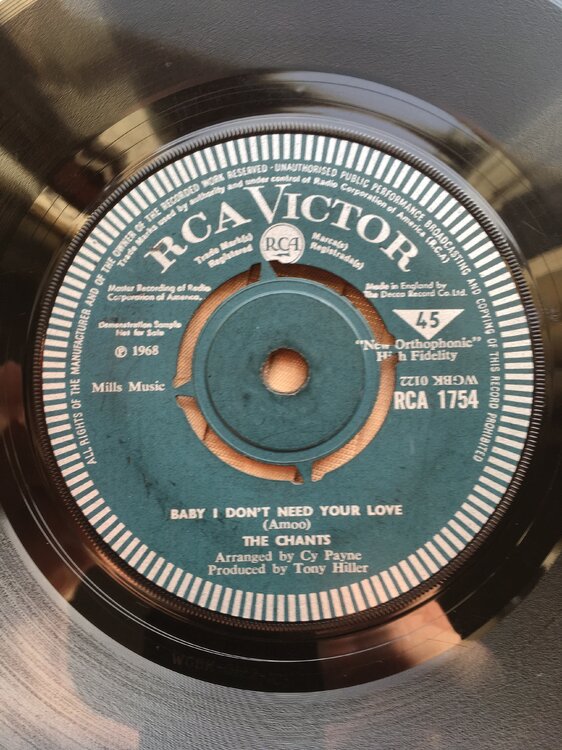 ALL RIGHTS OF THE MANUFACTURER AND OF THE OWNER OF THE RECORDED WORK RESERVED · UNAUTHORISED PUBLIC PERFORMANCE BROADCASTING AND COPYING OF THIS RECORD PROHIBITED
Trade Marks used by authority and under control of Radio Corporation of America (RCA)
RCA VICTOR
Trade Mark(s)
Registered
RCA
Marca(s)
Registrada(s)
Master Recording of Radio
Corporation of America.
Made in England by
The Decca Record Co. Ltd.
Demonstration Sample
Not for Sale
45
℗ 1968
"New Orthophonic"
High Fidelity
Mills Music
WGBK 0122
RCA 1754
BABY I DON'T NEED YOUR LOVE
(Amoo)
THE CHANTS
Arranged by Cy Payne
Produced by Tony Hiller